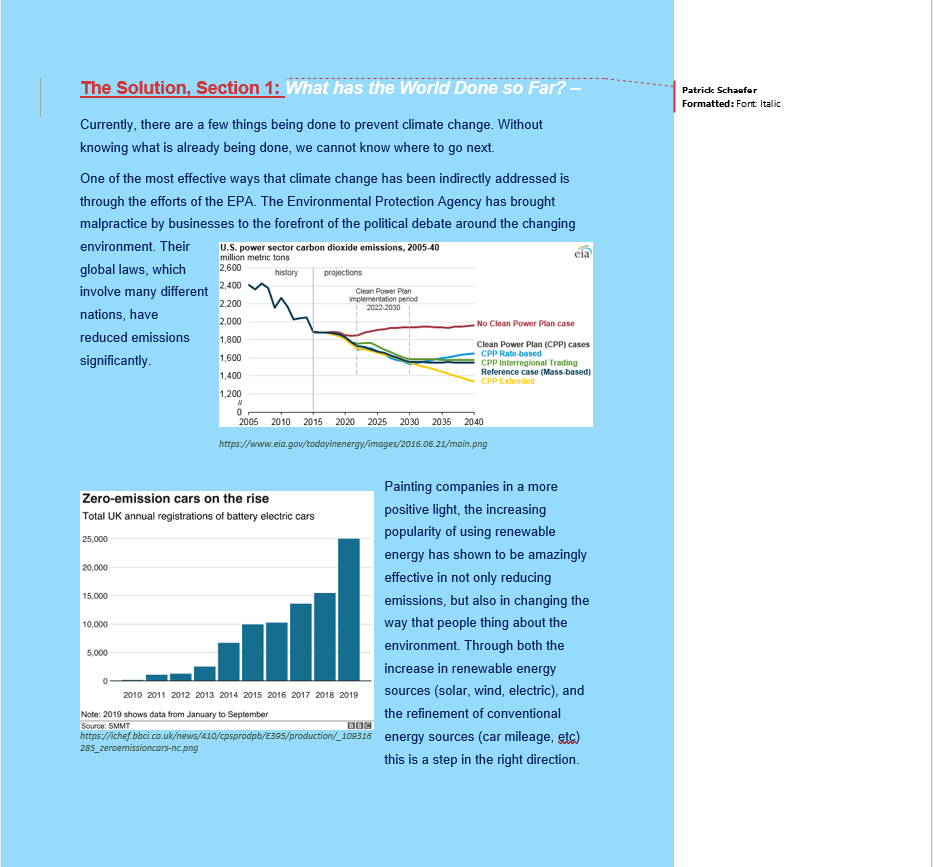 The Solution, Section 1: What has the World Done so Far? –
Patrick Schaefer
Formatted: Font: Italic
Currently, there are a few things being done to prevent climate change. Without
knowing what is already being done, we cannot know where to go next.
One of the most effective ways that climate change has been indirectly addressed is
through the efforts of the EPA. The Environmental Protection Agency has brought
malpractice by businesses to the forefront of the political debate around the changing
environment. Their
global laws, which
involve many different
nations, have
reduced emissions
significantly.
U.S. power sector carbon dioxide emissions, 2005-40
million metric tons
eia
2,600
history projections
2,400
Clean Power Plan
implementation period
2022-2030
2,200
2,000
No Clean Power Plan case
1,800
Clean Power Plan (CPP) cases
CPP Rate-based
1,600
CPP Interregional Trading
Reference case (Mass-based)
1,400
CPP Extended
1,200
//
0
2005 2010 2015 2020 2025 2030 2035 2040
https://www.eia.gov/todayinenergy/images/2016.06.21/main.png
Zero-emission cars on the rise
Total UK annual registrations of battery electric cars
25,000
20,000
15,000
10,000
5,000
0
2010 2011 2012 2013 2014 2015 2016 2017 2018 2019
Note: 2019 shows data from January to September
Source: SMMT BBC
https://ichef.bbci.co.uk/news/410/cpsprodpb/E395/production/_109316
285_zeroemissioncars-nc.png
Painting companies in a more
positive light, the increasing
popularity of using renewable
energy has shown to be amazingly
effective in not only reducing
emissions, but also in changing the
way that people thing about the
environment. Through both the
increase in renewable energy
sources (solar, wind, electric), and
the refinement of conventional
energy sources (car mileage, etc)
this is a step in the right direction.